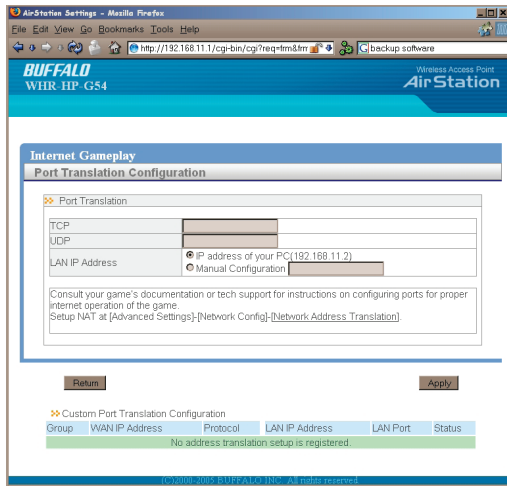 AirStation Settings - Mozilla Firefox
File Edit View Go Bookmarks Tools Help
http://192.168.11.1/cgi-bin/cgi?req=frm&frm
backup software
BUFFALO
WHR-HP-G54
Wireless Access Point
AirStation
Internet Gameplay
Port Translation Configuration
Port Translation
TCP
UDP
LAN IP Address
IP address of your PC(192.168.11.2)
Manual Configuration
Consult your game's documentation or tech support for instructions on configuring ports for proper
internet operation of the game.
Setup NAT at [Advanced Settings]-[Network Config]-[Network Address Translation].
Return
Apply
Custom Port Translation Configuration
Group WAN IP Address Protocol LAN IP Address LAN Port Status
No address translation setup is registered.
(C)2000-2005 BUFFALO INC. All rights reserved.